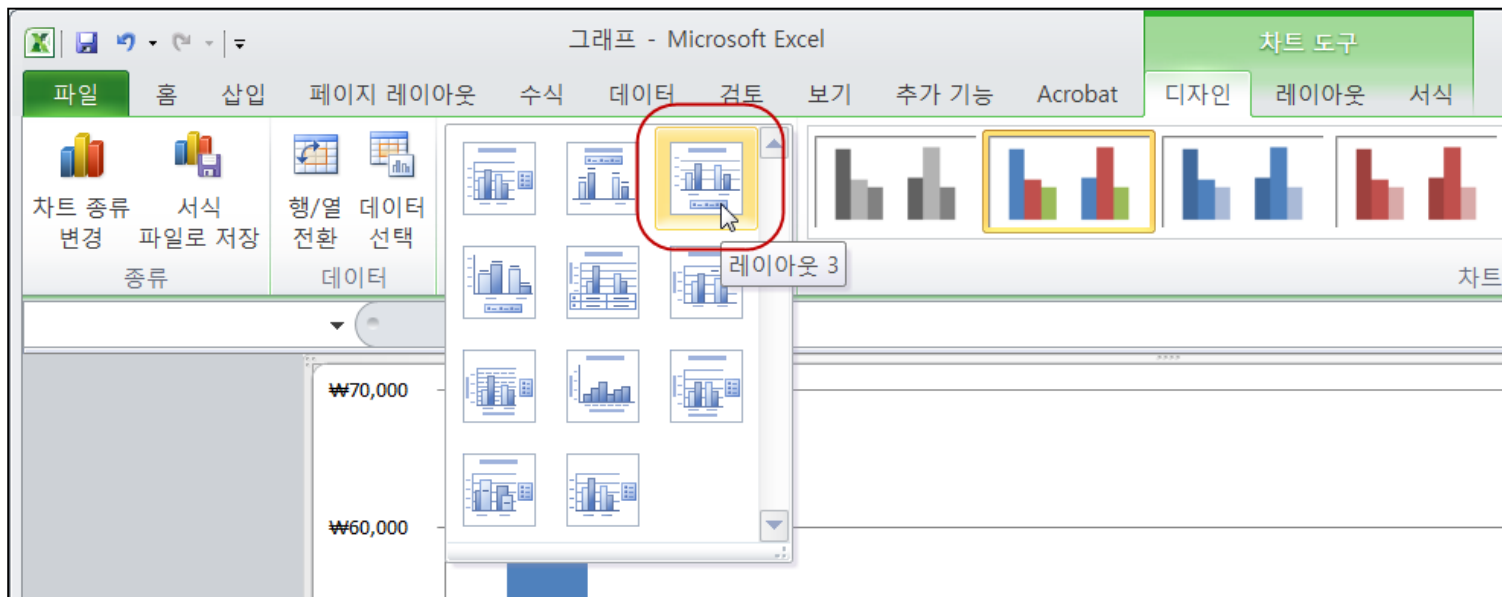 그래프 - Microsoft Excel
차트 도구
파일 홈 삽입 페이지 레이아웃 수식 데이터 검토 보기 추가 기능 Acrobat 디자인 레이아웃 서식
차트 종류 변경
서식 파일로 저장
행/열 전환
데이터 선택
종류
데이터
레이아웃 3
차트
₩70,000
₩60,000